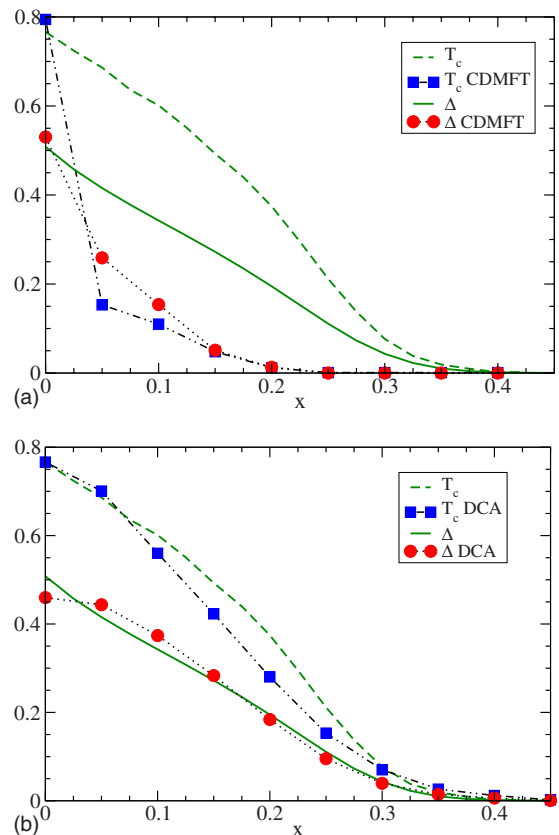 0.8
0.6
0.4
0.2
0
T_c
T_c CDMFT
Δ
Δ CDMFT
0 0.1 0.2 0.3 0.4
(a) x
0.8
0.6
0.4
0.2
0
T_c
T_c DCA
Δ
Δ DCA
0 0.1 0.2 0.3 0.4
(b) x